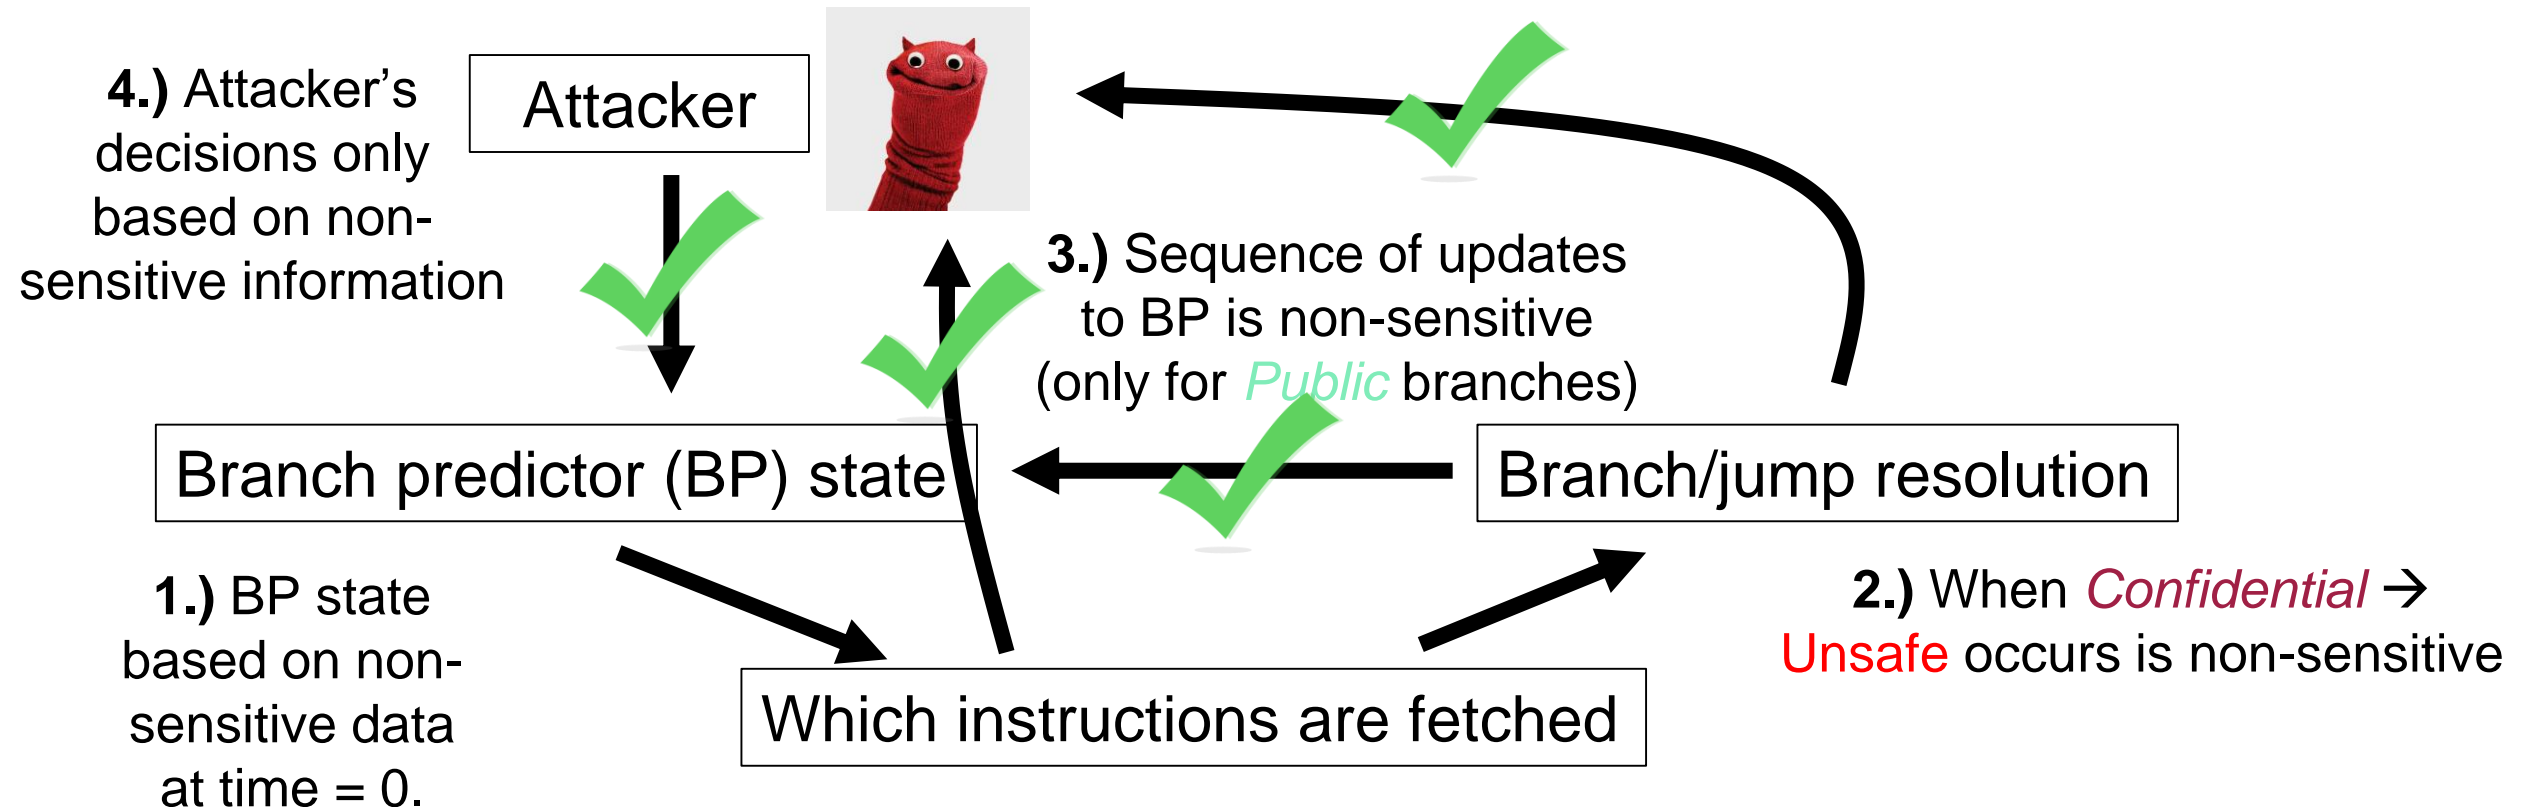 4.) Attacker's
decisions only
based on non-
sensitive information
Attacker
3.) Sequence of updates
to BP is non-sensitive
(only for Public branches)
Branch predictor (BP) state
Branch/jump resolution
1.) BP state
based on non-
sensitive data
at time = 0.
2.) When Confidential →
Unsafe occurs is non-sensitive
Which instructions are fetched